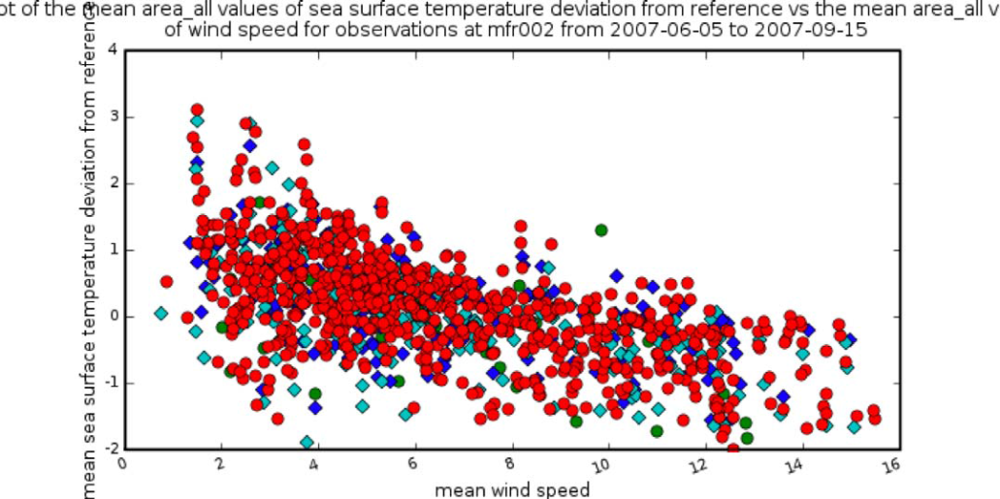 ot of the mean area_all values of sea surface temperature deviation from reference vs the mean area_all v
of wind speed for observations at mfr002 from 2007-06-05 to 2007-09-15
mean sea surface temperature deviation from reference
4
3
2
1
0
-1
-2
0 2 4 6 8 10 12 14 16
mean wind speed